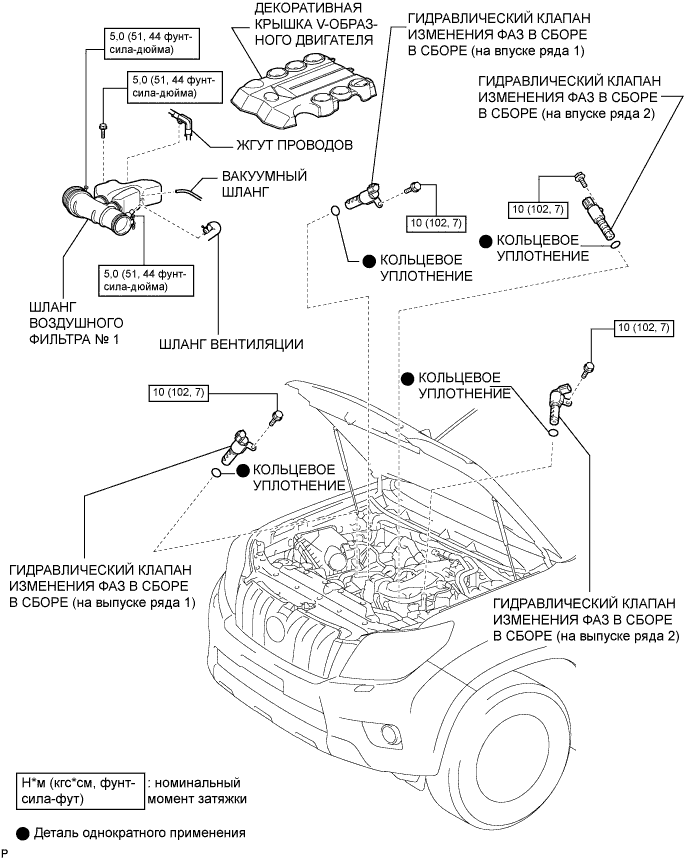 ДЕКОРАТИВНАЯ
КРЫШКА V-ОБРАЗ-
НОГО ДВИГАТЕЛЯ
ГИДРАВЛИЧЕСКИЙ КЛАПАН
ИЗМЕНЕНИЯ ФАЗ В СБОРЕ
В СБОРЕ (на впуске ряда 1)
5,0 (51, 44 фунт-
сила-дюйма)
5,0 (51, 44 фунт-
сила-дюйма)
ГИДРАВЛИЧЕСКИЙ КЛАПАН
ИЗМЕНЕНИЯ ФАЗ В СБОРЕ
В СБОРЕ (на впуске ряда 2)
ЖГУТ ПРОВОДОВ
ВАКУУМНЫЙ
ШЛАНГ
10 (102, 7)
10 (102, 7)
КОЛЬЦЕВОЕ
УПЛОТНЕНИЕ
КОЛЬЦЕВОЕ
УПЛОТНЕНИЕ
5,0 (51, 44 фунт-
сила-дюйма)
ШЛАНГ
ВОЗДУШНОГО
ФИЛЬТРА № 1
ШЛАНГ ВЕНТИЛЯЦИИ
10 (102, 7)
КОЛЬЦЕВОЕ
УПЛОТНЕНИЕ
10 (102, 7)
КОЛЬЦЕВОЕ
УПЛОТНЕНИЕ
ГИДРАВЛИЧЕСКИЙ КЛАПАН
ИЗМЕНЕНИЯ ФАЗ В СБОРЕ
В СБОРЕ (на выпуске ряда 1)
ГИДРАВЛИЧЕСКИЙ КЛАПАН
ИЗМЕНЕНИЯ ФАЗ В СБОРЕ
В СБОРЕ (на выпуске ряда 2)
Н*м (кгс*см, фунт-
сила-фут)
: номинальный
момент затяжки
Деталь однократного применения
P